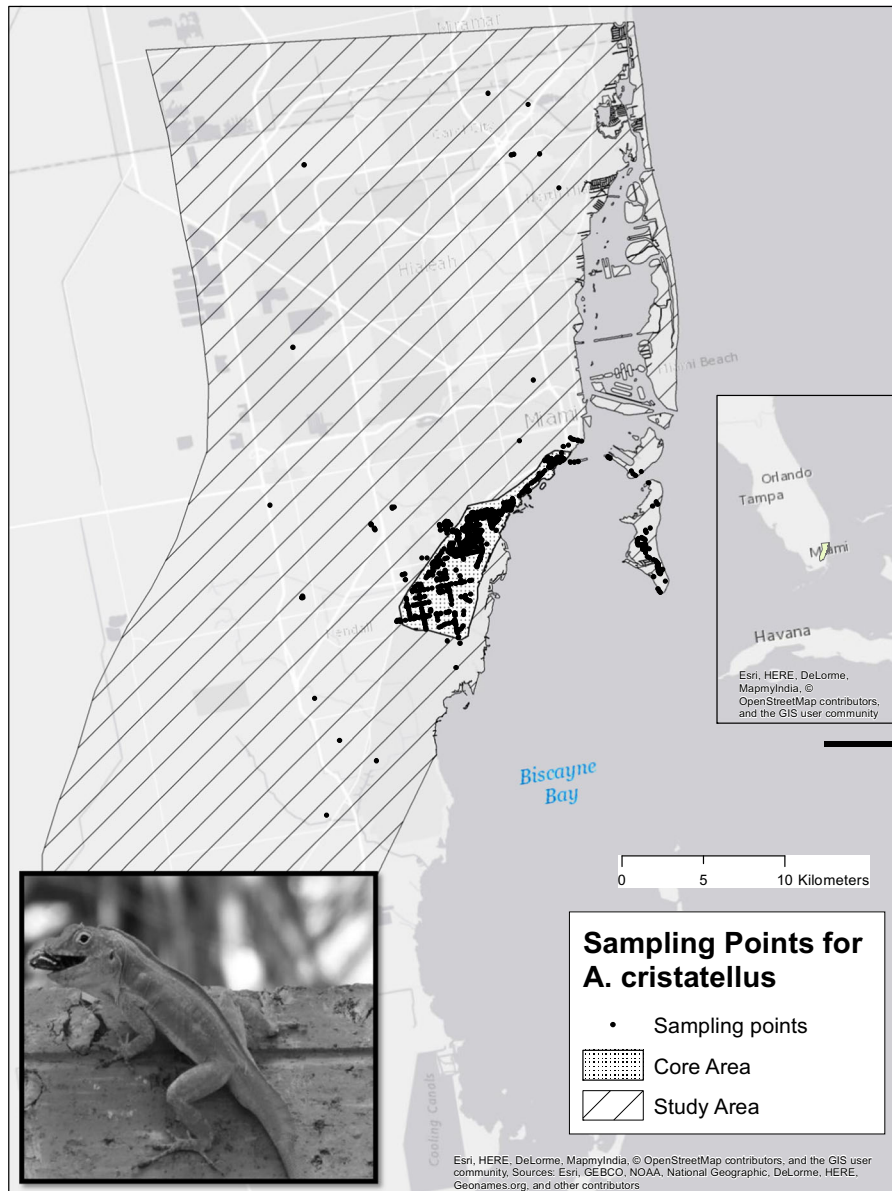 Miramar
Carol City
Hialeah
Miami Beach
Miami
Kendall
Orlando
Tampa
Miami
Havana
Esri, HERE, DeLorme,
MapmyIndia, ©
OpenStreetMap contributors,
and the GIS user community
Biscayne
Bay
0 5 10 Kilometers
Sampling Points for
A. cristatellus
Sampling points
Core Area
Study Area
Cooling Canals
Esri, HERE, DeLorme, MapmyIndia, © OpenStreetMap contributors, and the GIS user
community, Sources: Esri, GEBCO, NOAA, National Geographic, DeLorme, HERE,
Geonames.org, and other contributors